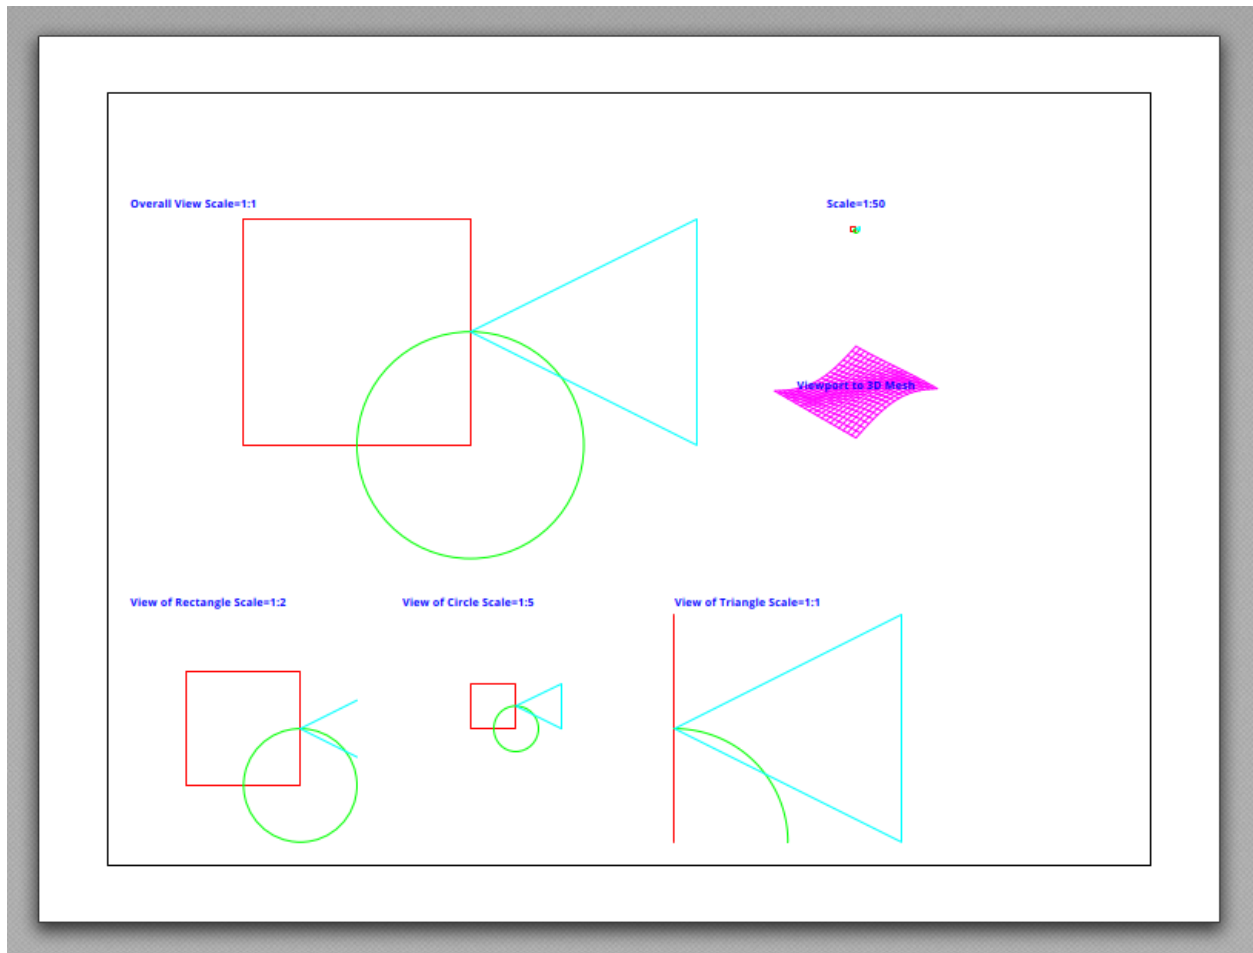 Overall View Scale=1:1
Scale=1:50
Viewport to 3D Mesh
View of Rectangle Scale=1:2
View of Circle Scale=1:5
View of Triangle Scale=1:1